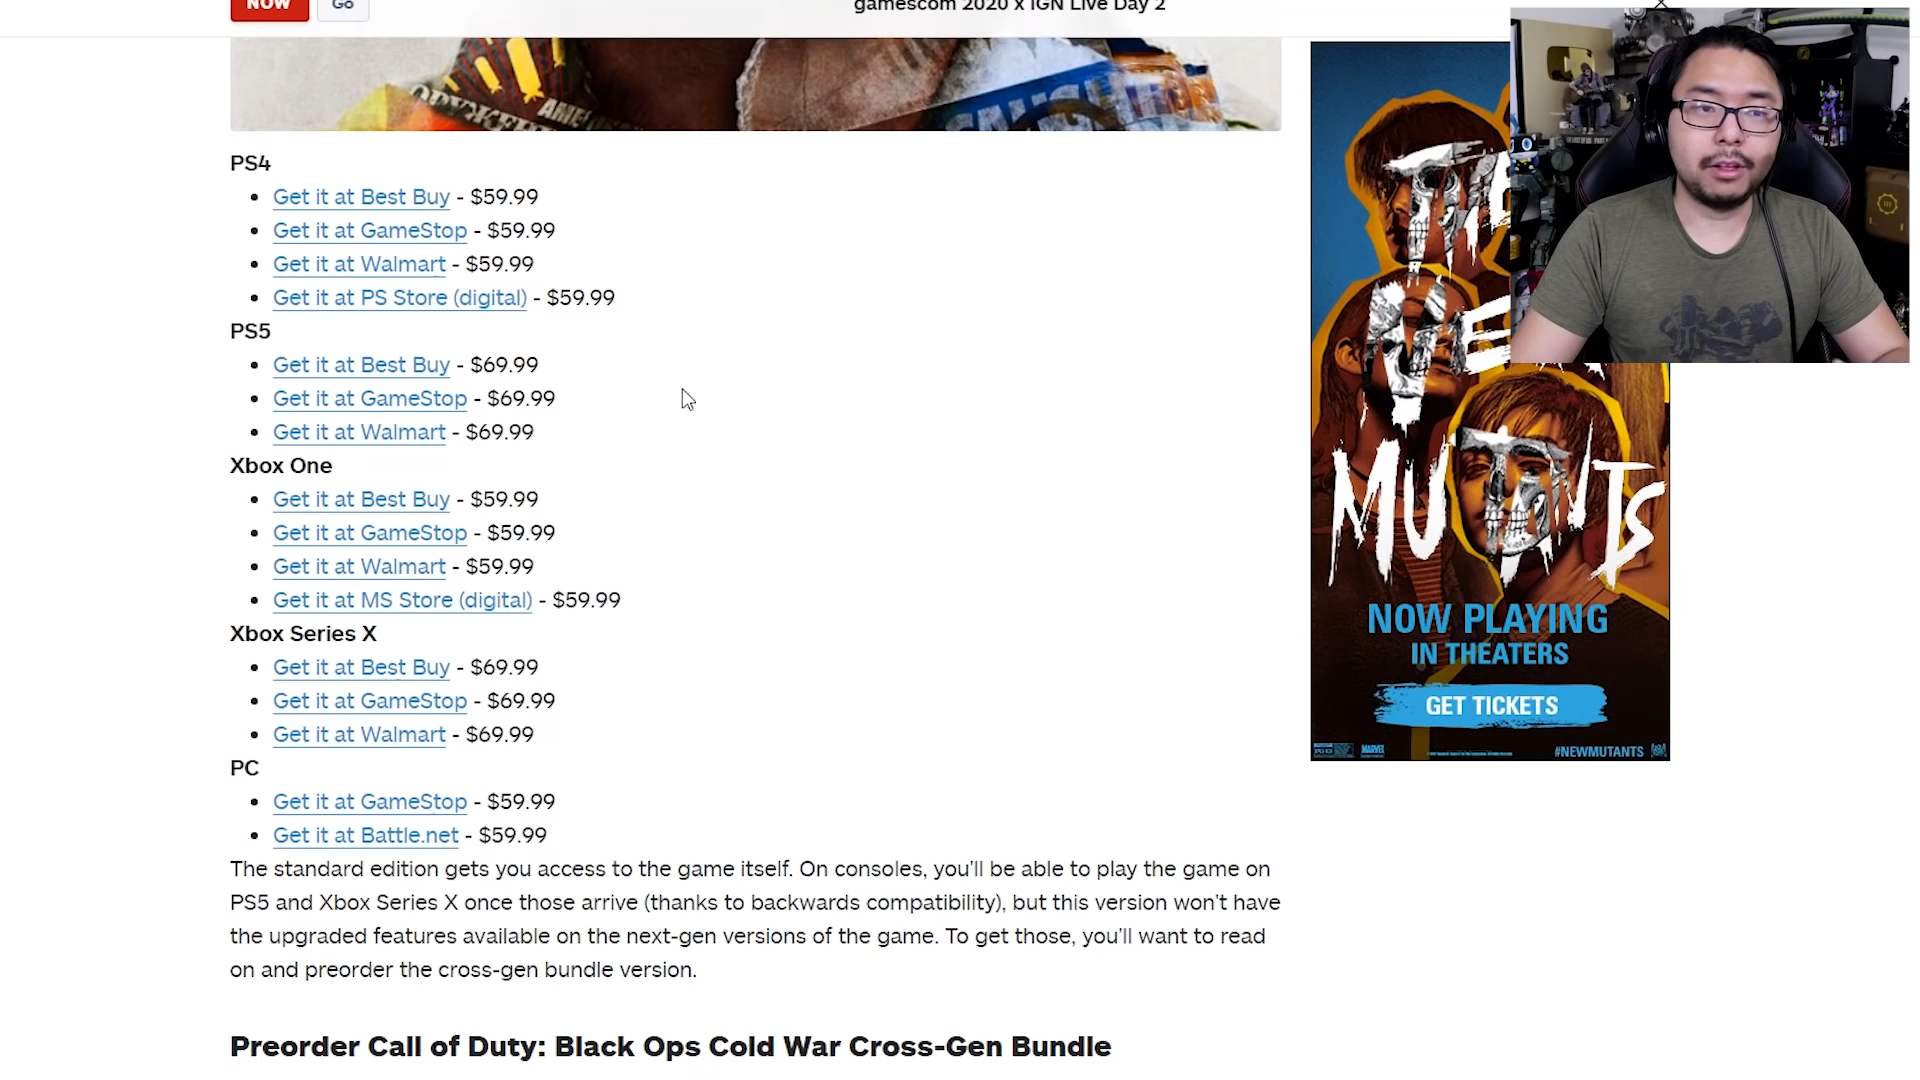 NOW
Go
gamescom 2020 x IGN Live Day 2
PS4
Get it at Best Buy - $59.99
Get it at GameStop - $59.99
Get it at Walmart - $59.99
Get it at PS Store (digital) - $59.99
PS5
Get it at Best Buy - $69.99
Get it at GameStop - $69.99
Get it at Walmart - $69.99
Xbox One
Get it at Best Buy - $59.99
Get it at GameStop - $59.99
Get it at Walmart - $59.99
Get it at MS Store (digital) - $59.99
Xbox Series X
Get it at Best Buy - $69.99
Get it at GameStop - $69.99
Get it at Walmart - $69.99
PC
Get it at GameStop - $59.99
Get it at Battle.net - $59.99
The standard edition gets you access to the game itself. On consoles, you'll be able to play the game on
PS5 and Xbox Series X once those arrive (thanks to backwards compatibility), but this version won't have
the upgraded features available on the next-gen versions of the game. To get those, you'll want to read
on and preorder the cross-gen bundle version.
Preorder Call of Duty: Black Ops Cold War Cross-Gen Bundle
MUTANTS
NOW PLAYING
IN THEATERS
GET TICKETS
MARVEL
#NEWMUTANTS